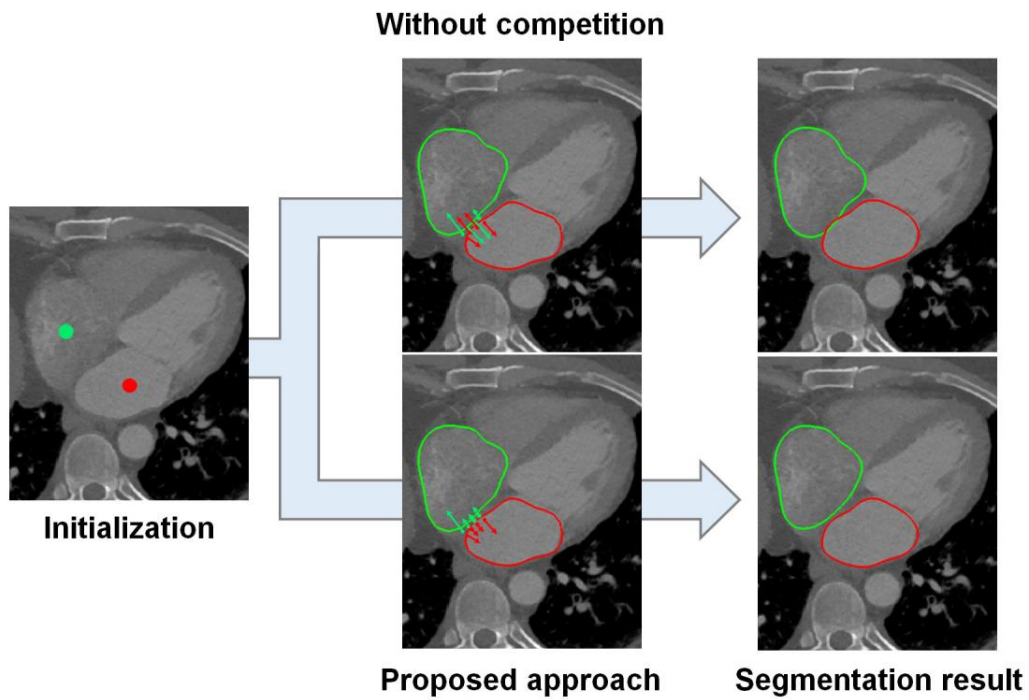 Without competition
Initialization
Proposed approach
Segmentation result